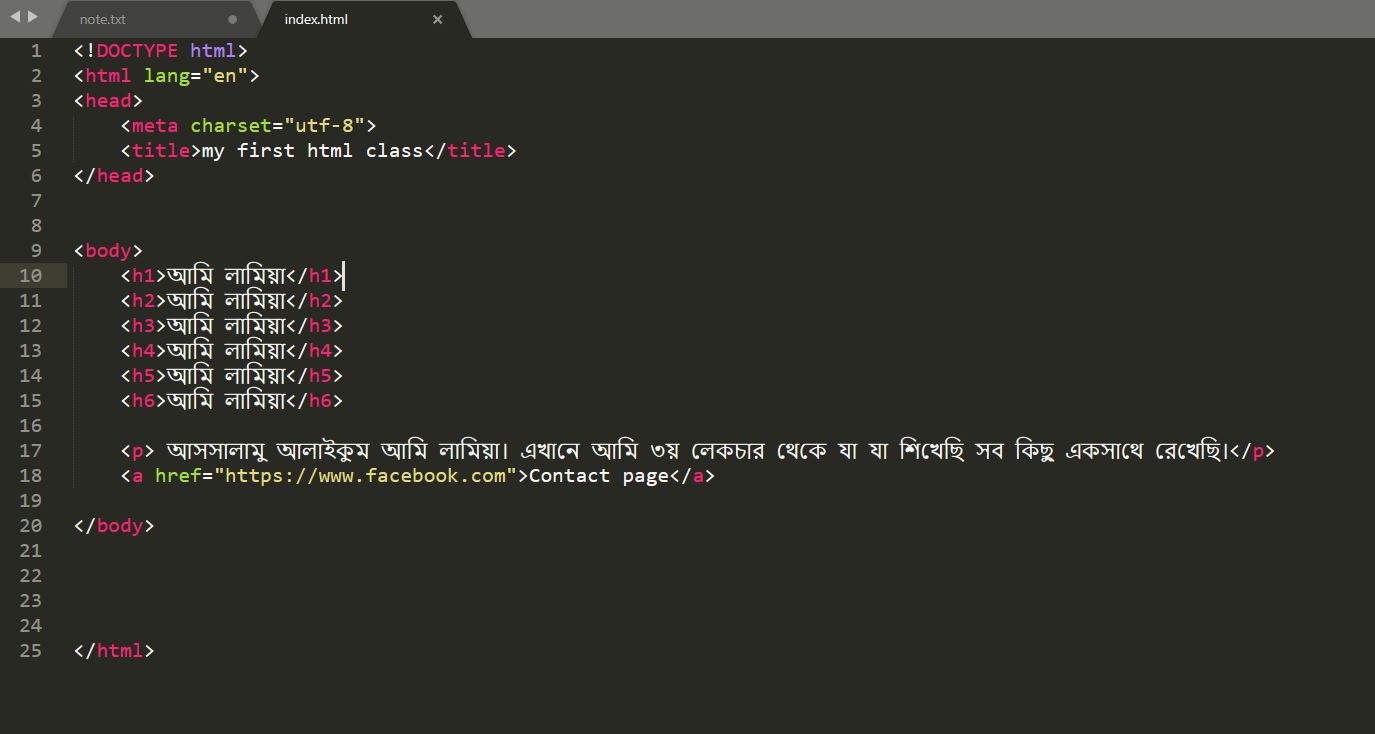 note.txt
index.html
1 <!DOCTYPE html>
2 <html lang="en">
3 <head>
4     <meta charset="utf-8">
5     <title>my first html class</title>
6 </head>
7
8
9 <body>
10     <h1>আমি লামিয়া</h1>
11     <h2>আমি লামিয়া</h2>
12     <h3>আমি লামিয়া</h3>
13     <h4>আমি লামিয়া</h4>
14     <h5>আমি লামিয়া</h5>
15     <h6>আমি লামিয়া</h6>
16
17     <p> আসসালামু আলাইকুম আমি লামিয়া। এখানে আমি ৩য় লেকচার থেকে যা যা শিখেছি সব কিছু একসাথে রেখেছি।</p>
18     <a href="https://www.facebook.com">Contact page</a>
19
20 </body>
21
22
23
24
25 </html>